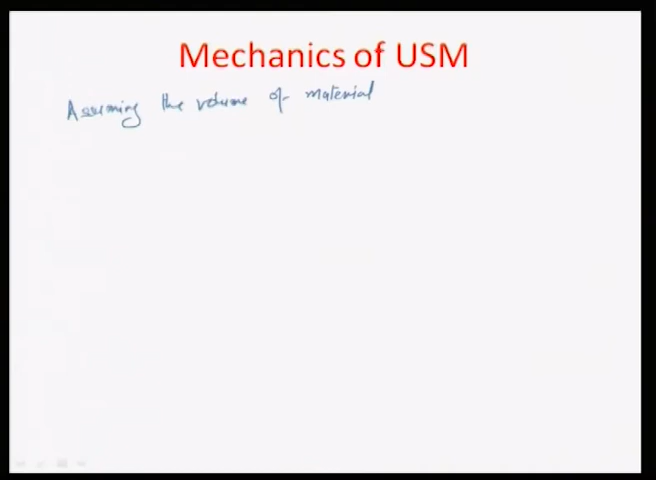 Mechanics of USM
Assuming the volume of material